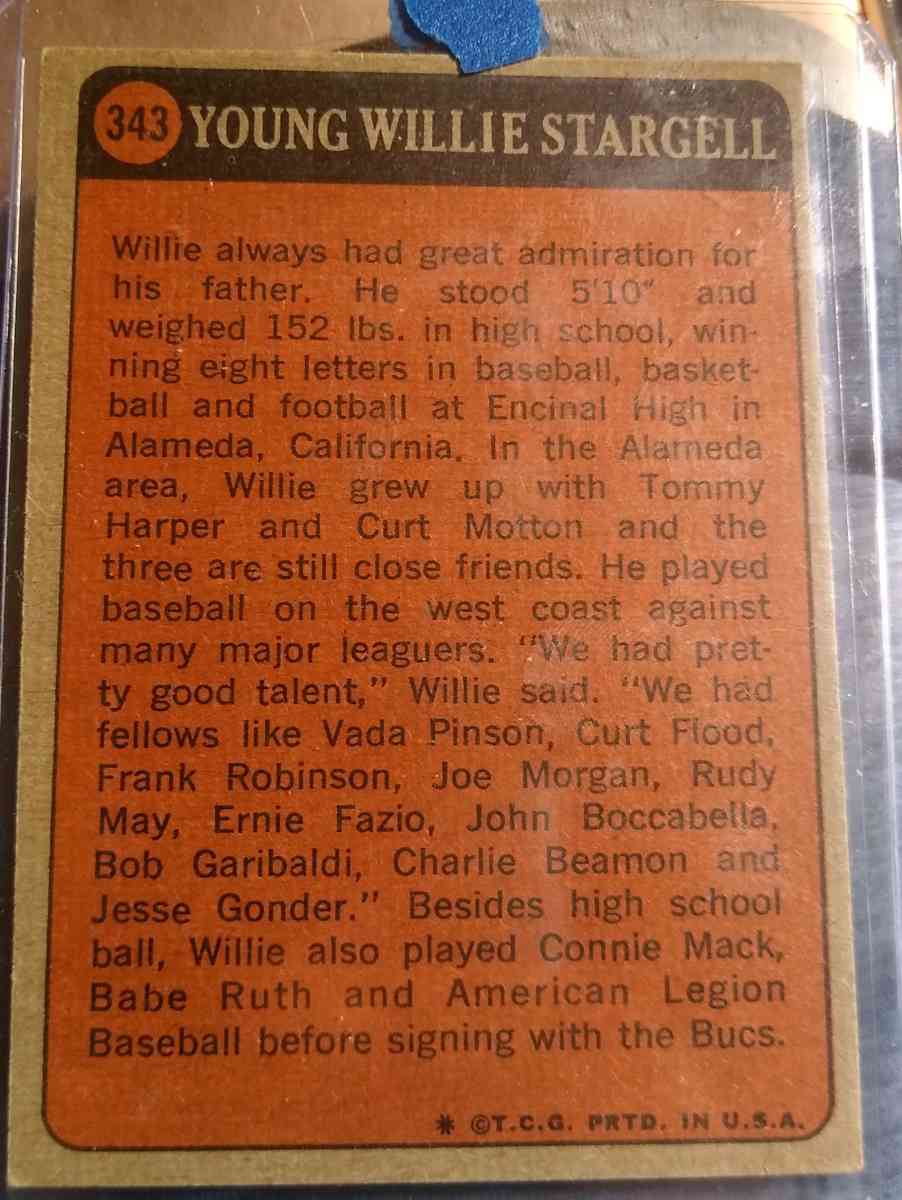 343 YOUNG WILLIE STARGELL
Willie always had great admiration for
his father. He stood 5'10" and
weighed 152 lbs. in high school, win-
ning eight letters in baseball, basket-
ball and football at Encinal High in
Alameda, California. In the Alameda
area, Willie grew up with Tommy
Harper and Curt Motton and the
three are still close friends. He played
baseball on the west coast against
many major leaguers. "We had pret-
ty good talent," Willie said. "We had
fellows like Vada Pinson, Curt Flood,
Frank Robinson, Joe Morgan, Rudy
May, Ernie Fazio, John Boccabella,
Bob Garibaldi, Charlie Beamon and
Jesse Gonder." Besides high school
ball, Willie also played Connie Mack,
Babe Ruth and American Legion
Baseball before signing with the Bucs.
* ©T.C.G. PRTD. IN U.S.A.